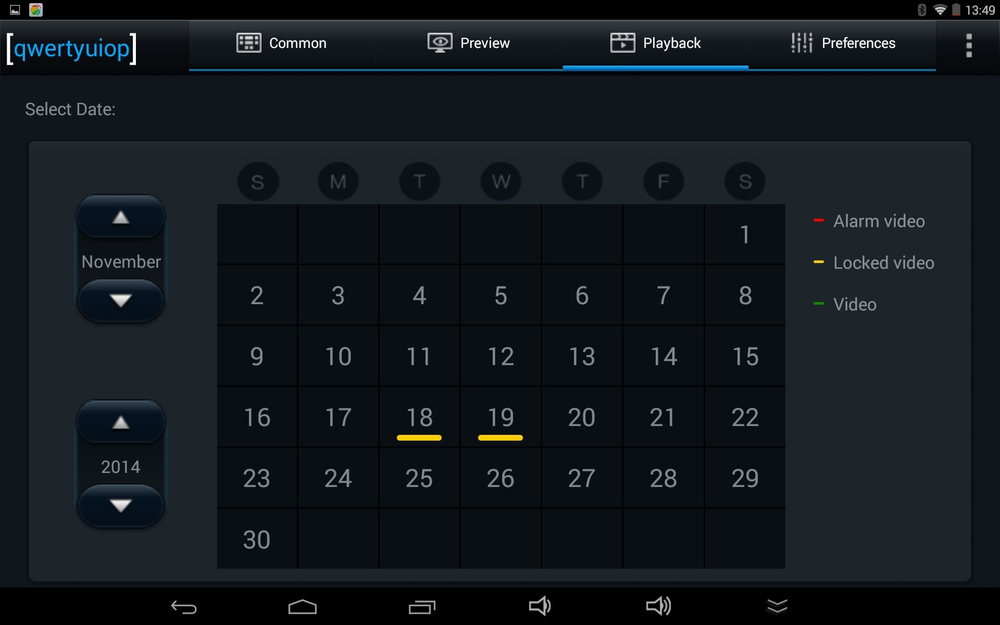 13:49
[qwertyuiop] Common Preview Playback Preferences
Select Date:
S M T W T F S
1
2 3 4 5 6 7 8
9 10 11 12 13 14 15
16 17 18 19 20 21 22
23 24 25 26 27 28 29
30
November
2014
Alarm video
Locked video
Video